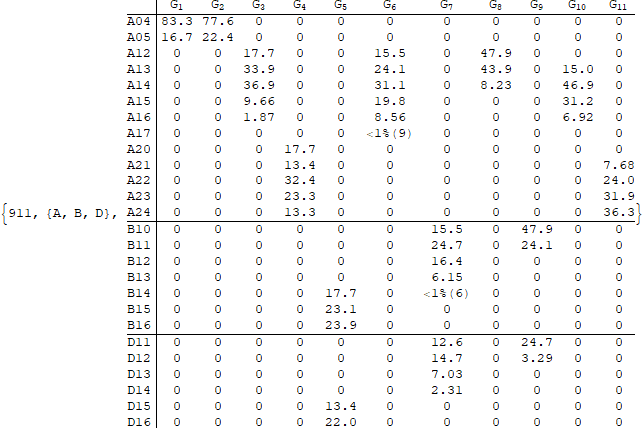 G1 G2 G3 G4 G5 G6 G7 G8 G9 G10 G11
A04 83.3 77.6 0 0 0 0 0 0 0 0 0
A05 16.7 22.4 0 0 0 0 0 0 0 0 0
A12 0 0 17.7 0 0 15.5 0 47.9 0 0 0
A13 0 0 33.9 0 0 24.1 0 43.9 0 15.0 0
A14 0 0 36.9 0 0 31.1 0 8.23 0 46.9 0
A15 0 0 9.66 0 0 19.8 0 0 0 31.2 0
A16 0 0 1.87 0 0 8.56 0 0 0 6.92 0
A17 0 0 0 0 0 <1%(9) 0 0 0 0 0
A20 0 0 0 17.7 0 0 0 0 0 0 0
A21 0 0 0 13.4 0 0 0 0 0 0 7.68
A22 0 0 0 32.4 0 0 0 0 0 0 24.0
A23 0 0 0 23.3 0 0 0 0 0 0 31.9
{911, {A, B, D}, A24 0 0 0 13.3 0 0 0 0 0 0 36.3}
B10 0 0 0 0 0 0 15.5 0 47.9 0 0
B11 0 0 0 0 0 0 24.7 0 24.1 0 0
B12 0 0 0 0 0 0 16.4 0 0 0 0
B13 0 0 0 0 0 0 6.15 0 0 0 0
B14 0 0 0 0 17.7 0 <1%(6) 0 0 0 0
B15 0 0 0 0 23.1 0 0 0 0 0 0
B16 0 0 0 0 23.9 0 0 0 0 0 0
D11 0 0 0 0 0 0 12.6 0 24.7 0 0
D12 0 0 0 0 0 0 14.7 0 3.29 0 0
D13 0 0 0 0 0 0 7.03 0 0 0 0
D14 0 0 0 0 0 0 2.31 0 0 0 0
D15 0 0 0 0 13.4 0 0 0 0 0 0
D16 0 0 0 0 22.0 0 0 0 0 0 0